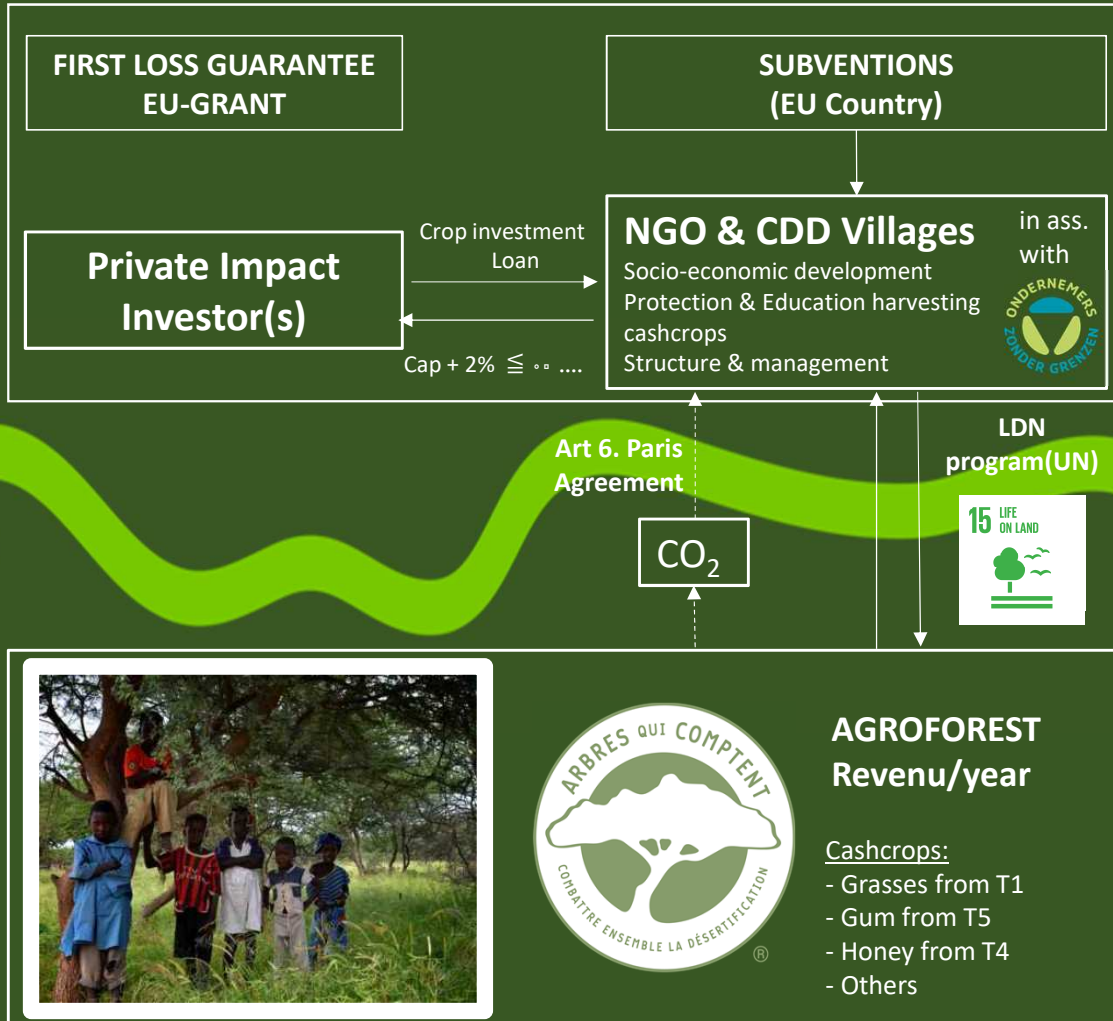 FIRST LOSS GUARANTEE
EU-GRANT
SUBVENTIONS
(EU Country)
Private Impact
Investor(s)
Crop investment
Loan
Cap + 2% ≦ ▫▫ ....
NGO & CDD Villages
Socio-economic development
Protection & Education harvesting
cashcrops
Structure & management
in ass.
with
ONDERNEMERS
ZONDER GRENZEN
Art 6. Paris
Agreement
LDN
program(UN)
CO₂
15 LIFE
ON LAND
ARBRES QUI COMPTENT
COMBATTRE ENSEMBLE LA DÉSERTIFICATION
®
AGROFOREST
Revenu/year
Cashcrops:
- Grasses from T1
- Gum from T5
- Honey from T4
- Others